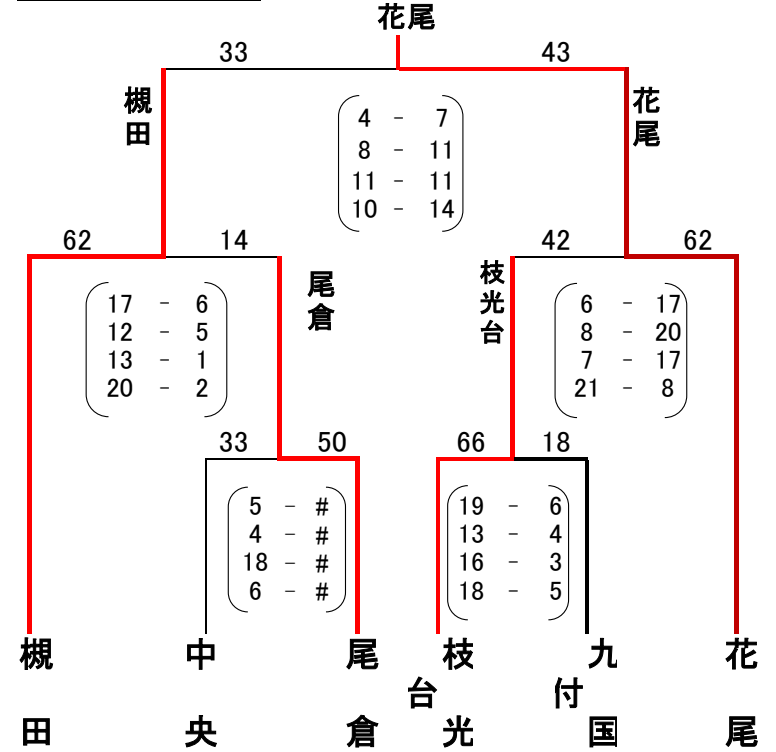 花尾
33 43
槻田
花尾
4 - 7
8 - 11
11 - 11
10 - 14
62 14
42 62
尾倉
枝光台
17 - 6
12 - 5
13 - 1
20 - 2
6 - 17
8 - 20
7 - 17
21 - 8
33 50
66 18
5 - #
4 - #
18 - #
6 - #
19 - 6
13 - 4
16 - 3
18 - 5
槻田
中央
尾倉
枝光台
九国付
花尾